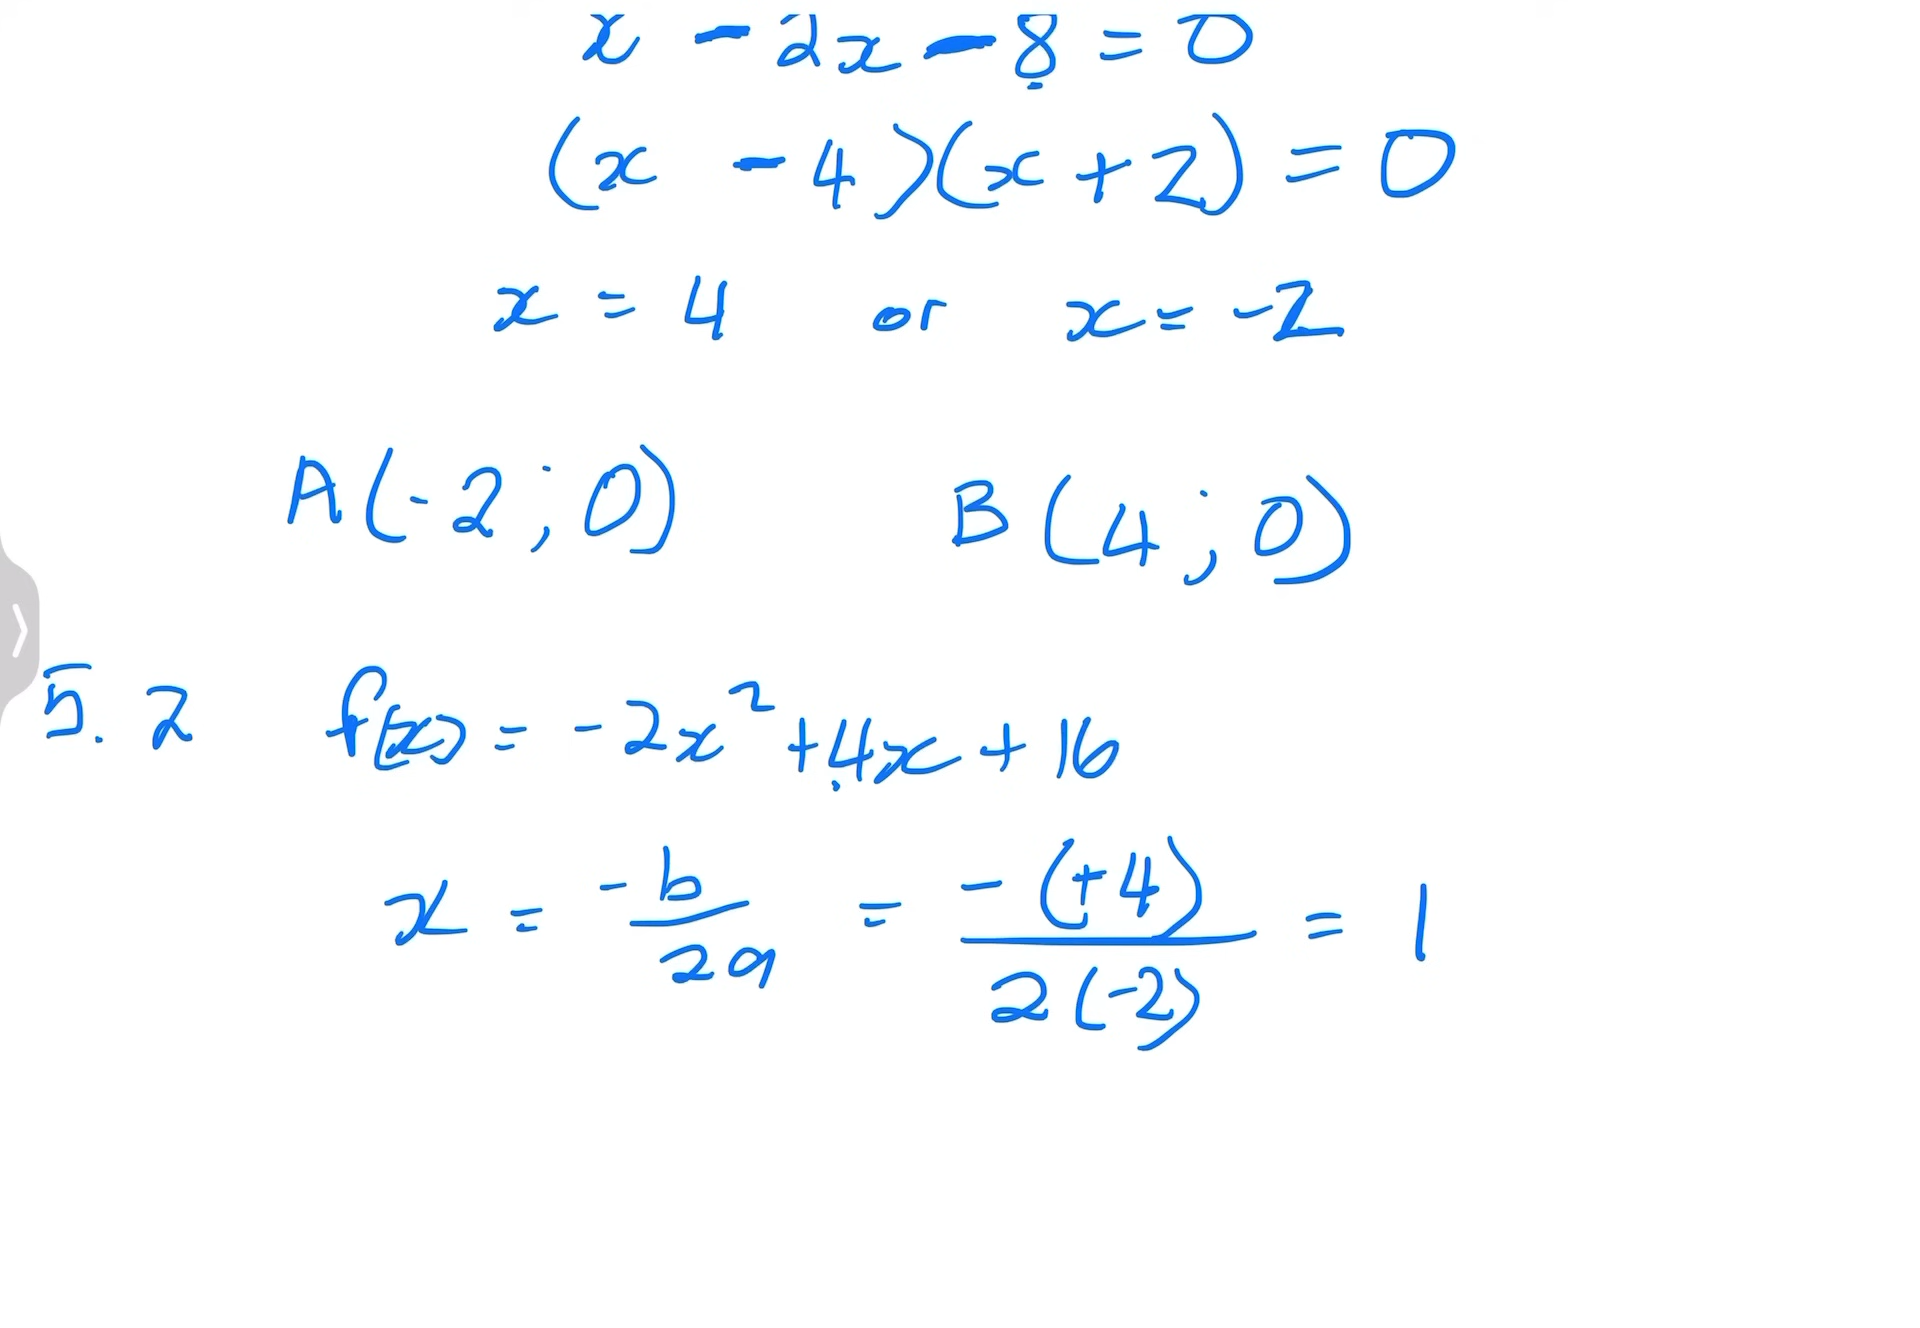 x - 2x - 8 = 0
(x - 4)(x + 2) = 0
x = 4 or x = -2
A(-2 ; 0) B(4 ; 0)
5.2 f(x) = -2x² + 4x + 16
x = -b/2a = -(+4)/2(-2) = 1